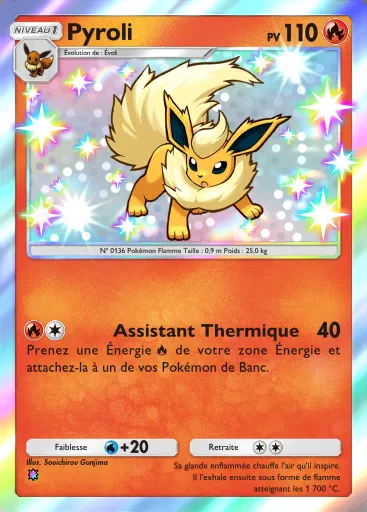 NIVEAU 1
Pyroli
PV 110
Évolution de : Évoli
N° 0136 Pokémon Flamme Taille : 0,9 m Poids : 25,0 kg
Assistant Thermique 40
Prenez une Énergie de votre zone Énergie et
attachez-la à un de vos Pokémon de Banc.
Faiblesse +20
Retraite
Illus. Souichirou Gunjima
Sa glande enflammée chauffe l'air qu'il inspire.
Il l'exhale ensuite sous forme de flamme
atteignant les 1 700 °C.